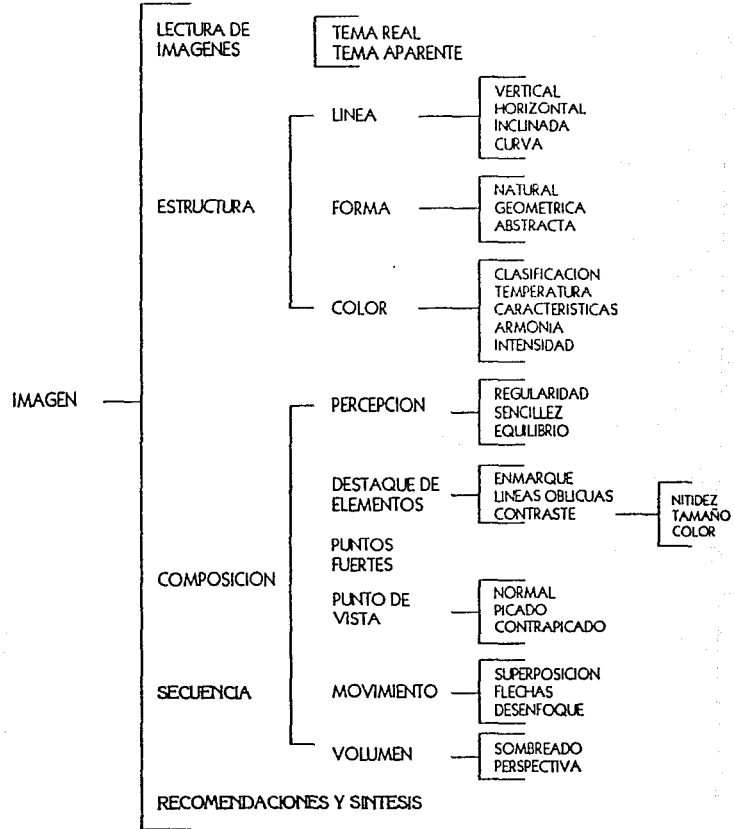 IMAGEN
LECTURA DE
IMAGENES
TEMA REAL
TEMA APARENTE
ESTRUCTURA
LINEA
VERTICAL
HORIZONTAL
INCLINADA
CURVA
FORMA
NATURAL
GEOMETRICA
ABSTRACTA
COLOR
CLASIFICACION
TEMPERATURA
CARACTERISTICAS
ARMONIA
INTENSIDAD
COMPOSICION
PERCEPCION
REGULARIDAD
SENCILLEZ
EQUILIBRIO
DESTAQUE DE
ELEMENTOS
ENMARQUE
LINEAS OBLICUAS
CONTRASTE
NITIDEZ
TAMAÑO
COLOR
PUNTOS
FUERTES
PUNTO DE
VISTA
NORMAL
PICADO
CONTRAPICADO
MOVIMIENTO
SUPERPOSICION
FLECHAS
DESENFOQUE
VOLUMEN
SOMBREADO
PERSPECTIVA
SECUENCIA
RECOMENDACIONES Y SINTESIS